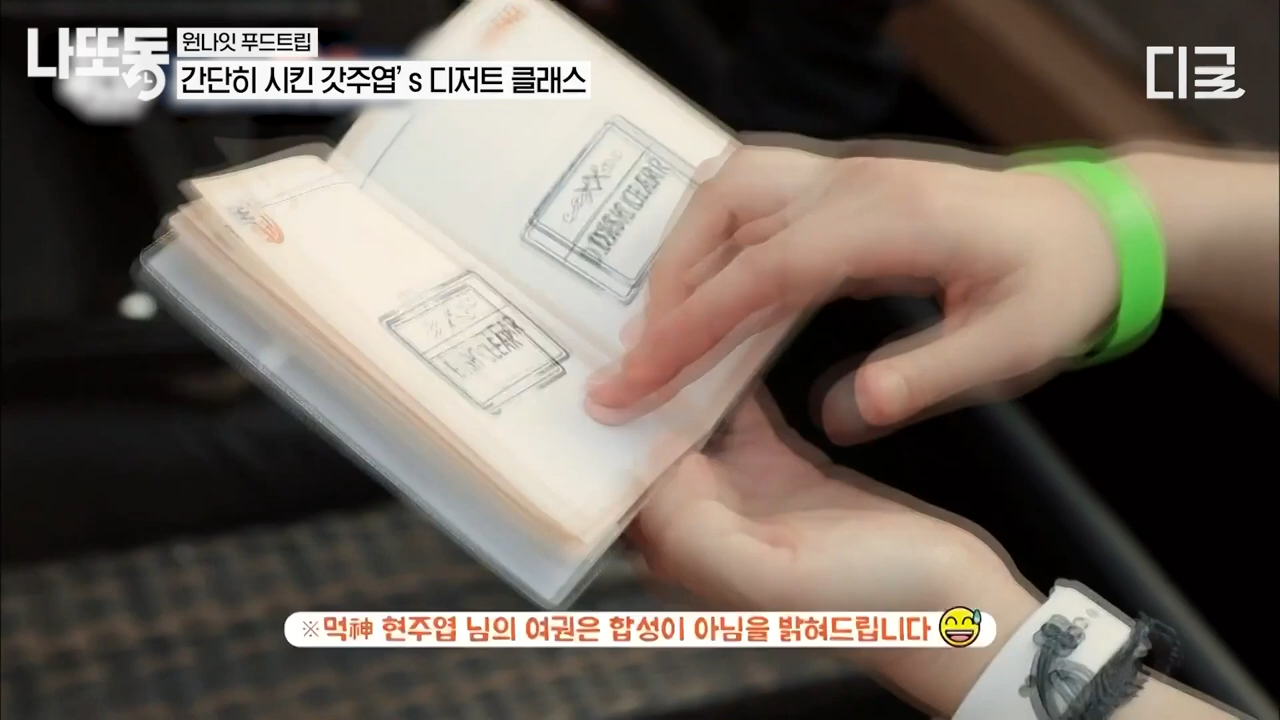 나또동
원나잇 푸드트립
간단히 시킨 갓주엽's 디저트 클래스
디글
※먹神 현주엽 님의 여권은 합성이 아님을 밝혀드립니다